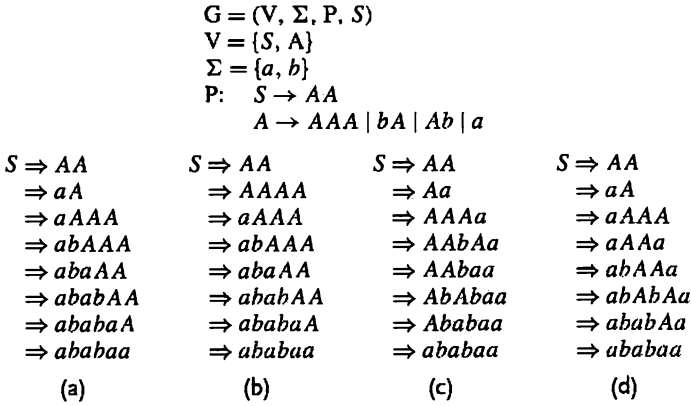 G = (V, Σ, P, S)
V = {S, A}
Σ = {a, b}
P: S → AA
A → AAA | bA | Ab | a
S ⇒ AA S ⇒ AA S ⇒ AA S ⇒ AA
⇒ aA ⇒ AAAA ⇒ Aa ⇒ aA
⇒ aAAA ⇒ aAAA ⇒ AAAa ⇒ aAAA
⇒ abAAA ⇒ abAAA ⇒ AAbAa ⇒ aAAa
⇒ abaAA ⇒ abaAA ⇒ AAbaa ⇒ abAAa
⇒ ababAA ⇒ ababAA ⇒ AbAbaa ⇒ abAbAa
⇒ ababaA ⇒ ababaA ⇒ Ababaa ⇒ ababAa
⇒ ababaa ⇒ ababaa ⇒ ababaa ⇒ ababaa
(a) (b) (c) (d)